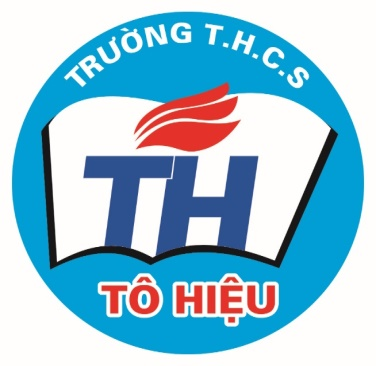 TRƯỜNG T.H.C.S
TH
TÔ HIỆU